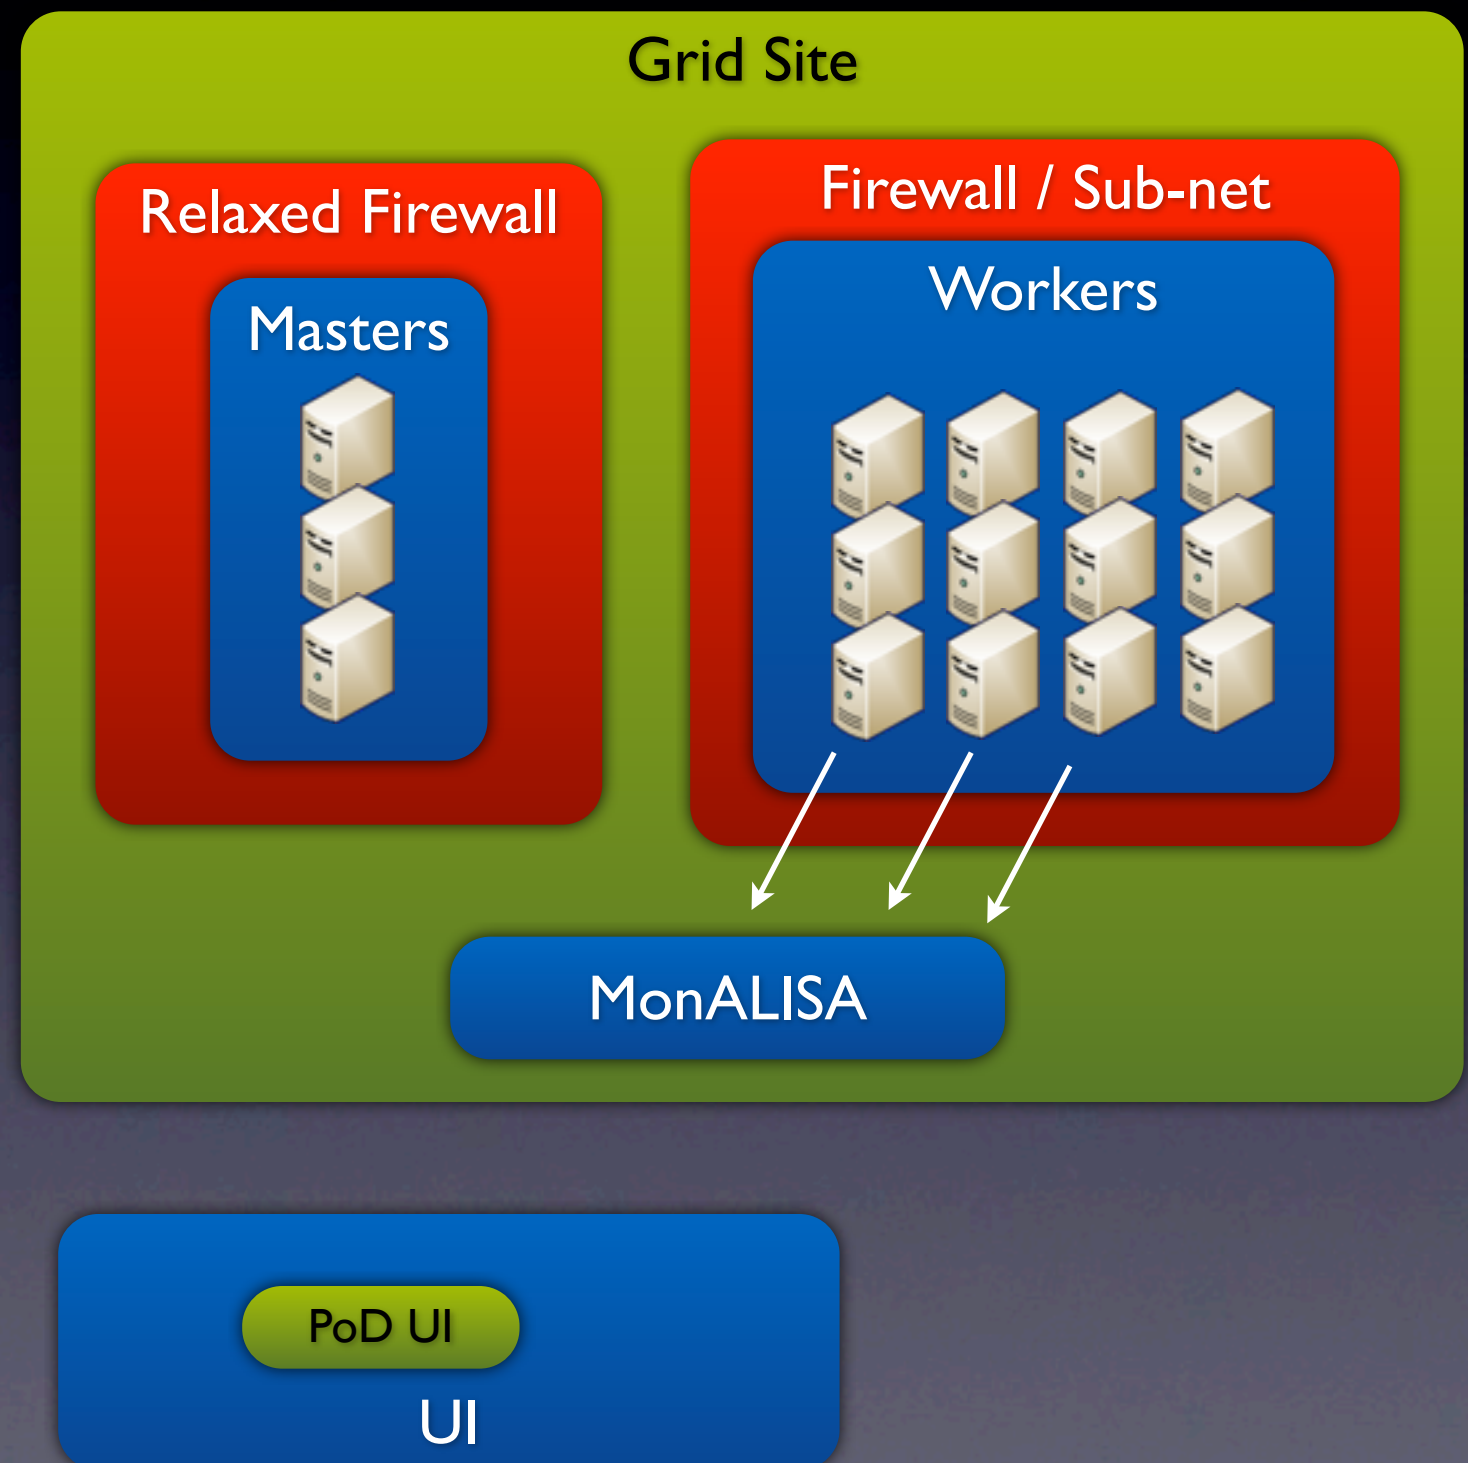 Grid Site
Relaxed Firewall
Masters
Firewall / Sub-net
Workers
MonALISA
PoD UI
UI